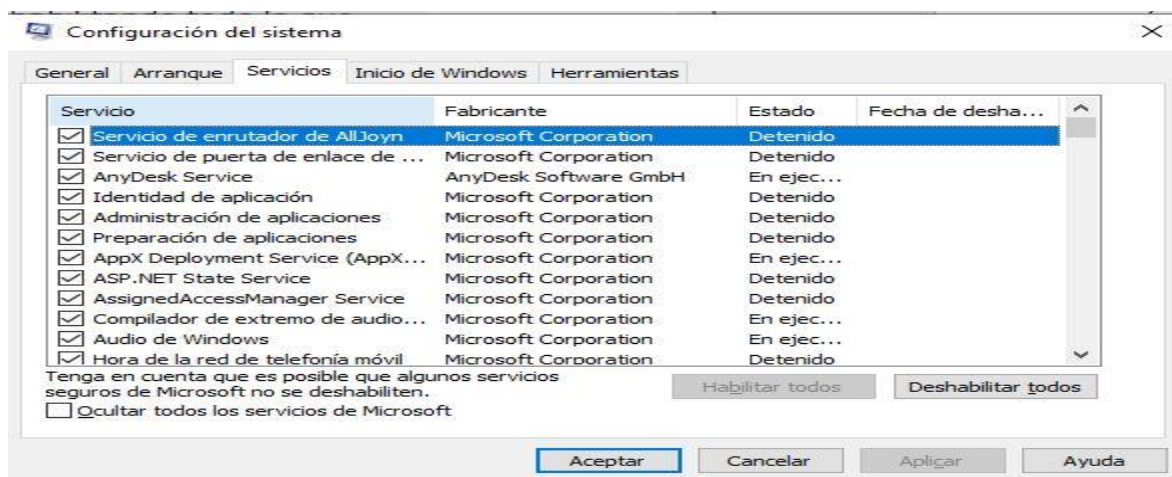 Configuración del sistema
General Arranque Servicios Inicio de Windows Herramientas
Servicio Fabricante Estado Fecha de desha...
Servicio de enrutador de AllJoyn Microsoft Corporation Detenido
Servicio de puerta de enlace de ... Microsoft Corporation Detenido
AnyDesk Service AnyDesk Software GmbH En ejec...
Identidad de aplicación Microsoft Corporation Detenido
Administración de aplicaciones Microsoft Corporation Detenido
Preparación de aplicaciones Microsoft Corporation Detenido
AppX Deployment Service (AppX... Microsoft Corporation En ejec...
ASP.NET State Service Microsoft Corporation Detenido
AssignedAccessManager Service Microsoft Corporation Detenido
Compilador de extremo de audio... Microsoft Corporation En ejec...
Audio de Windows Microsoft Corporation En ejec...
Hora de la red de telefonía móvil Microsoft Corporation Detenido
Tenga en cuenta que es posible que algunos servicios
seguros de Microsoft no se deshabiliten.
Habilitar todos Deshabilitar todos
Ocultar todos los servicios de Microsoft
Aceptar Cancelar Aplicar Ayuda